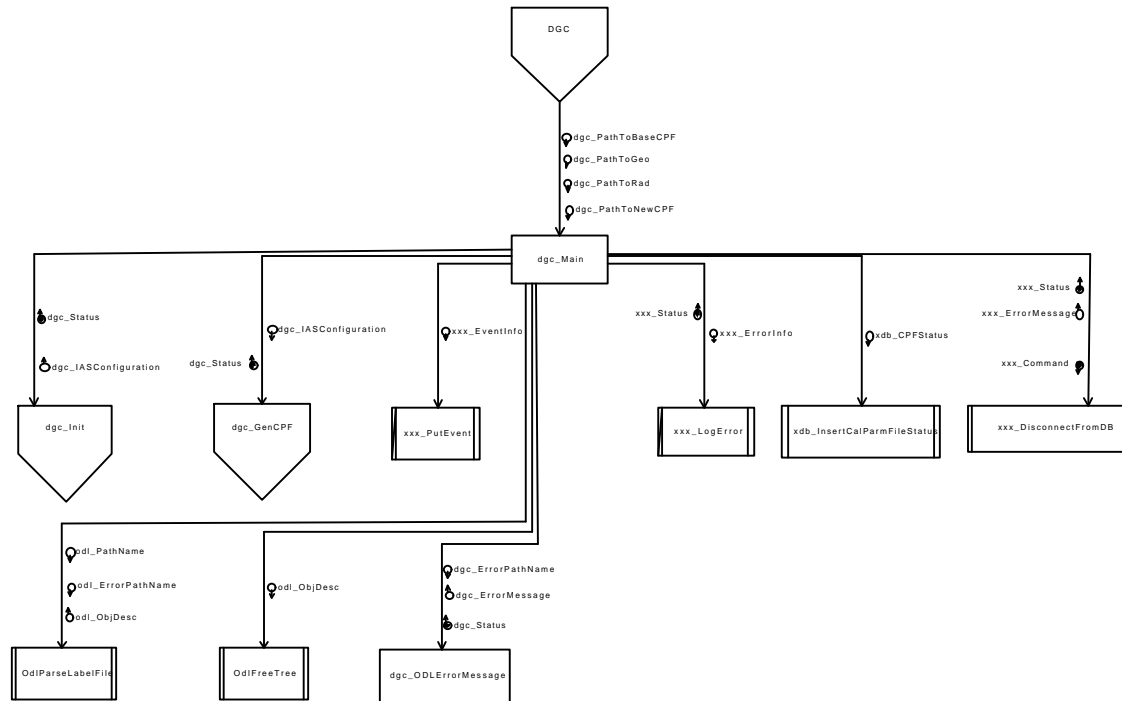 DGC
dgc_PathToBaseCPF
dgc_PathToGeo
dgc_PathToRad
dgc_PathToNewCPF
dgc_Main
dgc_Status
dgc_IASConfiguration
dgc_IASConfiguration
dgc_Status
xxx_EventInfo
xxx_Status
xxx_ErrorInfo
xdb_CPFStatus
xxx_Status
xxx_ErrorMessage
xxx_Command
dgc_Init
dgc_GenCPF
xxx_PutEvent
xxx_LogError
xdb_InsertCalParmFileStatus
xxx_DisconnectFromDB
odl_PathName
odl_ErrorPathName
odl_ObjDesc
odl_ObjDesc
dgc_ErrorPathName
dgc_ErrorMessage
dgc_Status
OdlParseLabelFile
OdlFreeTree
dgc_ODLErrorMessage